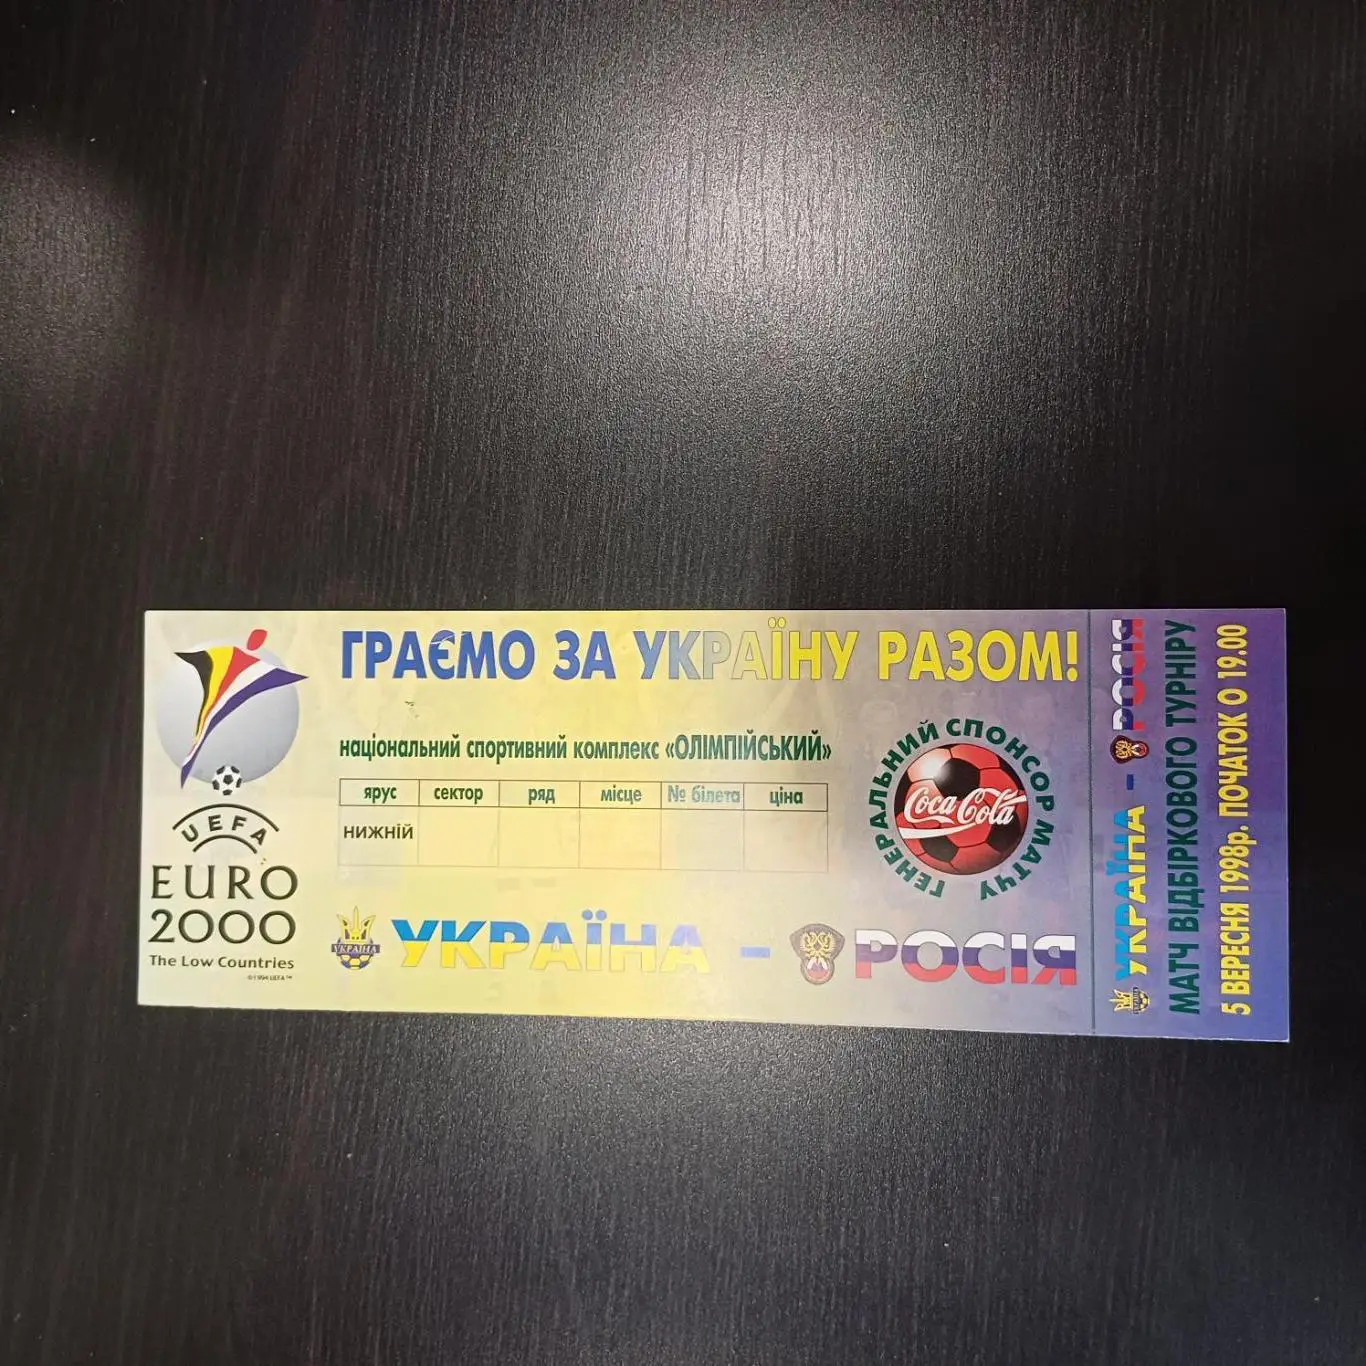 ГРАЄМО ЗА УКРАЇНУ РАЗОМ!
національний спортивний комплекс «ОЛІМПІЙСЬКИЙ»
ярус сектор ряд місце № білета ціна
НИЖНІЙ
ГЕНЕРАЛЬНИЙ СПОНСОР МАТЧУ
Coca-Cola
UEFA
EURO
2000
The Low Countries
©1994 UEFA™
УКРАЇНА
УКРАЇНА - РОСІЯ
УКРАЇНА - РОСІЯ
МАТЧ ВІДБІРКОВОГО ТУРНІРУ
5 ВЕРЕСНЯ 1998р. ПОЧАТОК О 19.00